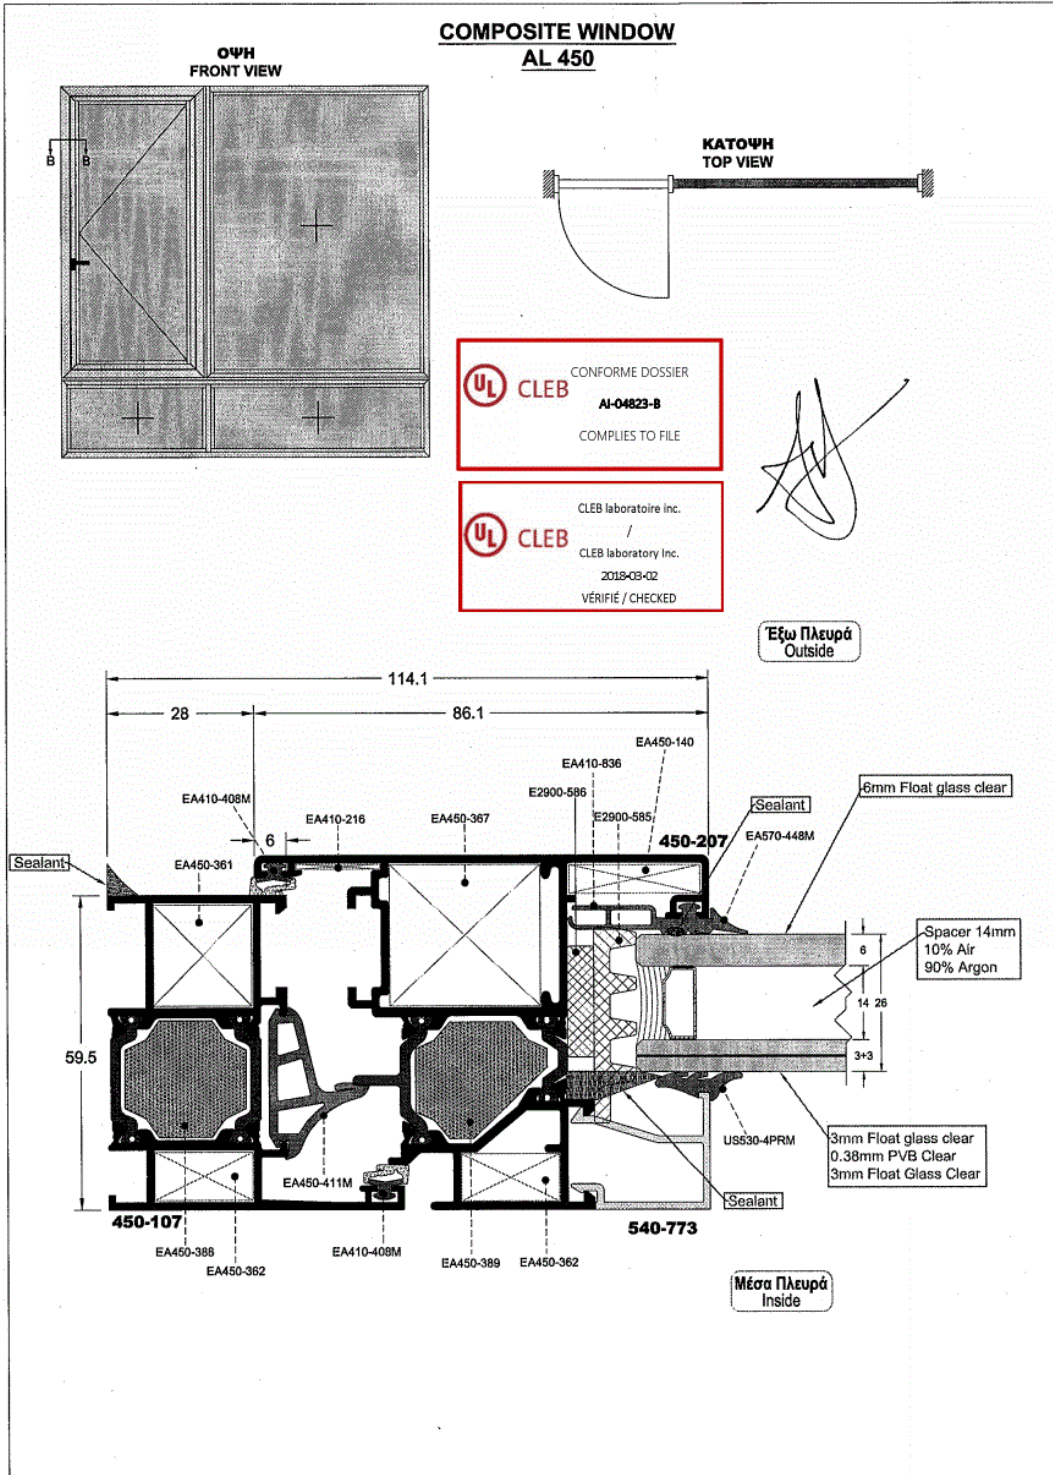 COMPOSITE WINDOW
AL 450
ΟΨΗ
FRONT VIEW
B
B
ΚΑΤΟΨΗ
TOP VIEW
UL CLEB
CONFORME DOSSIER
AI-04823-B
COMPLIES TO FILE
UL CLEB
CLEB laboratoire inc.
/
CLEB laboratory Inc.
2018-03-02
VÉRIFIÉ / CHECKED
Έξω Πλευρά
Outside
114.1
28
86.1
EA450-140
EA410-836
E2900-586
6mm Float glass clear
EA410-408M
Sealant
EA410-216
EA450-367
E2900-585
6
450-207
EA570-448M
Sealant
EA450-361
Spacer 14mm
10% Air
90% Argon
6
14
26
3+3
59.5
US530-4PRM
3mm Float glass clear
0.38mm PVB Clear
3mm Float Glass Clear
EA450-411M
Sealant
450-107
540-773
EA450-388
EA410-408M
EA450-389
EA450-362
EA450-362
Μέσα Πλευρά
Inside